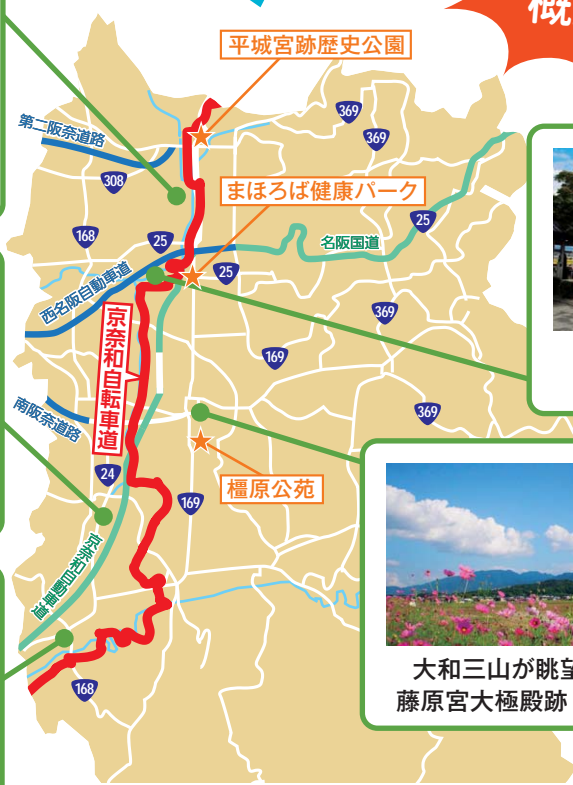 概
平城宮跡歴史公園
369
369
第二阪奈道路
308
まほろば健康パーク
168
25
25
名阪国道
25
西名阪自動車道
369
京奈和自転車道
169
369
南阪奈道路
24
169
橿原公苑
京奈和自動車道
168
大和三山が眺望
藤原宮大極殿跡